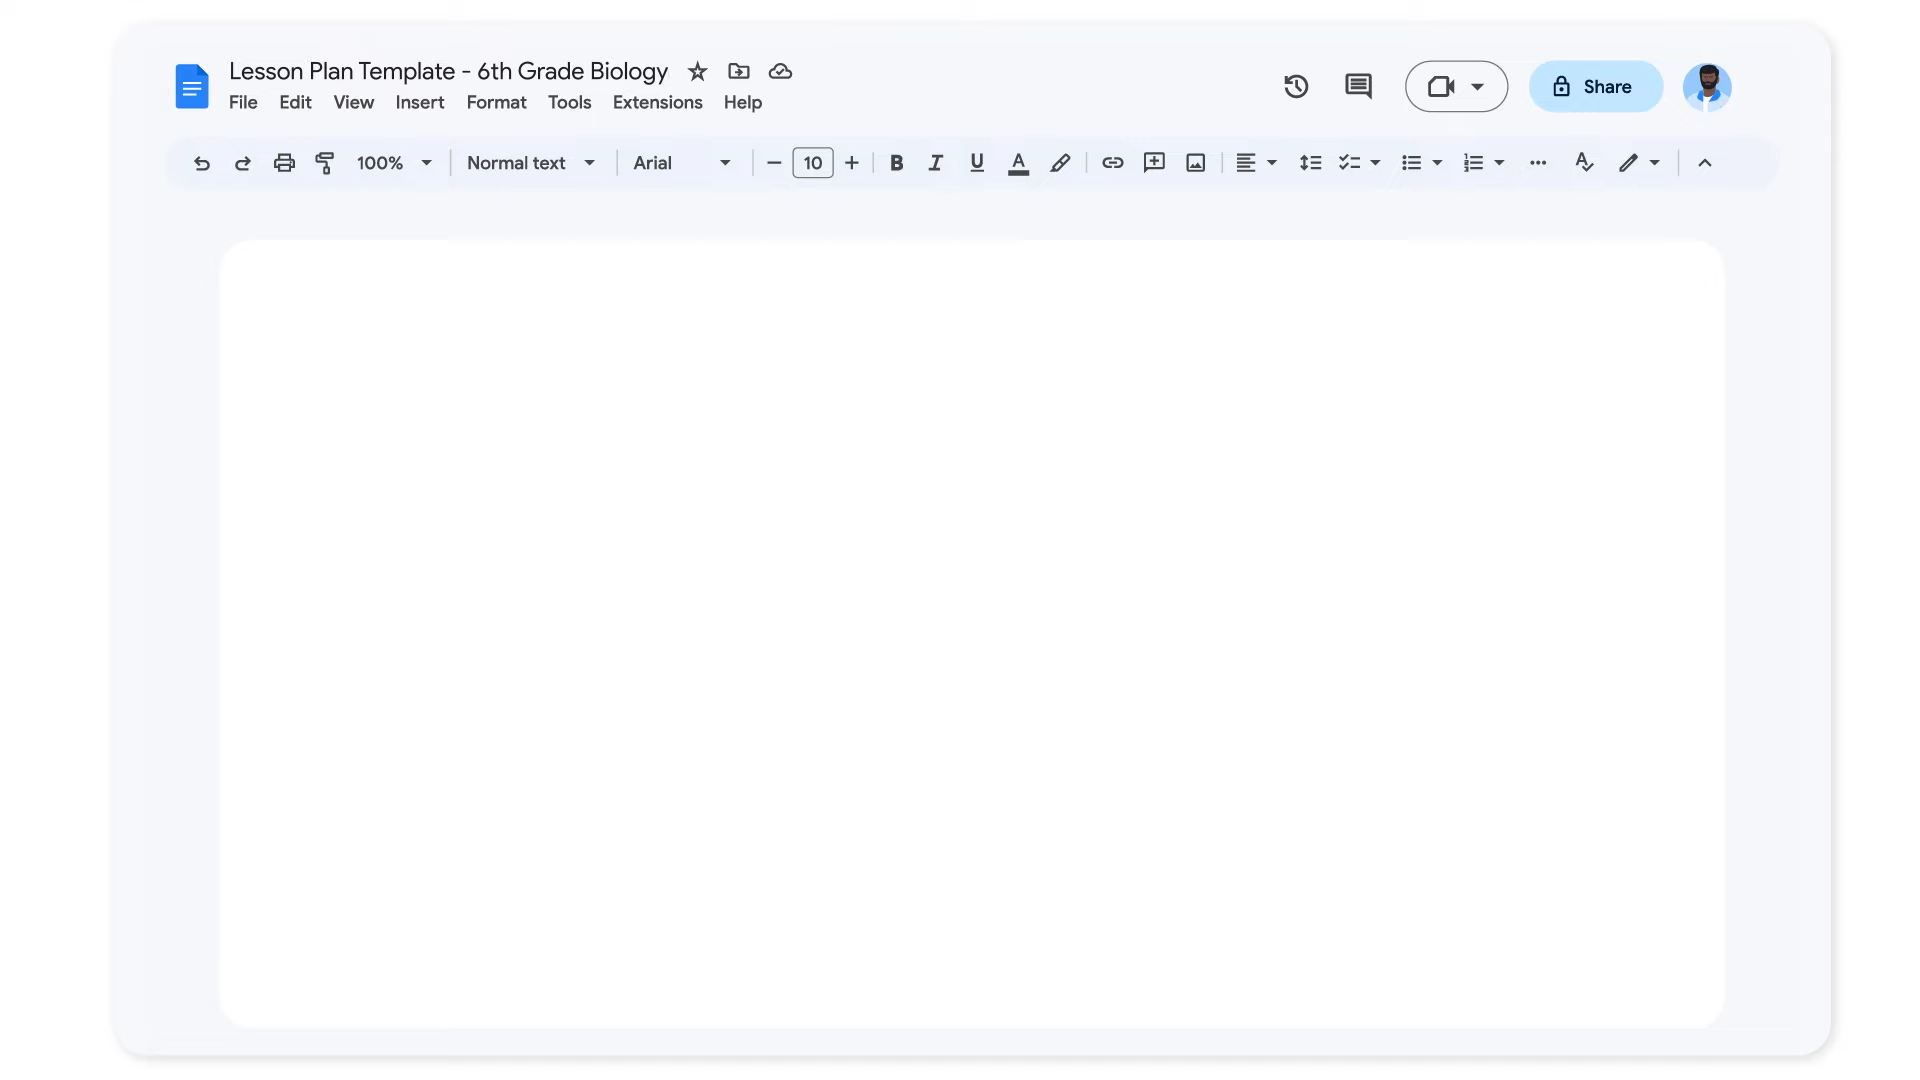 Lesson Plan Template - 6th Grade Biology
File Edit View Insert Format Tools Extensions Help
Share
100% Normal text Arial 10 B I U A